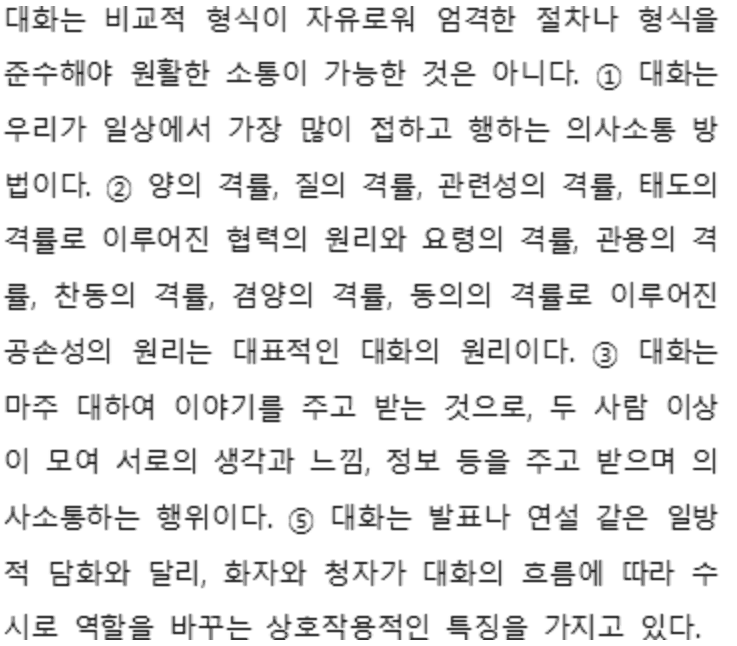 대화는 비교적 형식이 자유로워 엄격한 절차나 형식을
준수해야 원활한 소통이 가능한 것은 아니다. ① 대화는
우리가 일상에서 가장 많이 접하고 행하는 의사소통 방
법이다. ② 양의 격률, 질의 격률, 관련성의 격률, 태도의
격률로 이루어진 협력의 원리와 요령의 격률, 관용의 격
률, 찬동의 격률, 겸양의 격률, 동의의 격률로 이루어진
공손성의 원리는 대표적인 대화의 원리이다. ③ 대화는
마주 대하여 이야기를 주고 받는 것으로, 두 사람 이상
이 모여 서로의 생각과 느낌, 정보 등을 주고 받으며 의
사소통하는 행위이다. ⑤ 대화는 발표나 연설 같은 일방
적 담화와 달리, 화자와 청자가 대화의 흐름에 따라 수
시로 역할을 바꾸는 상호작용적인 특징을 가지고 있다.